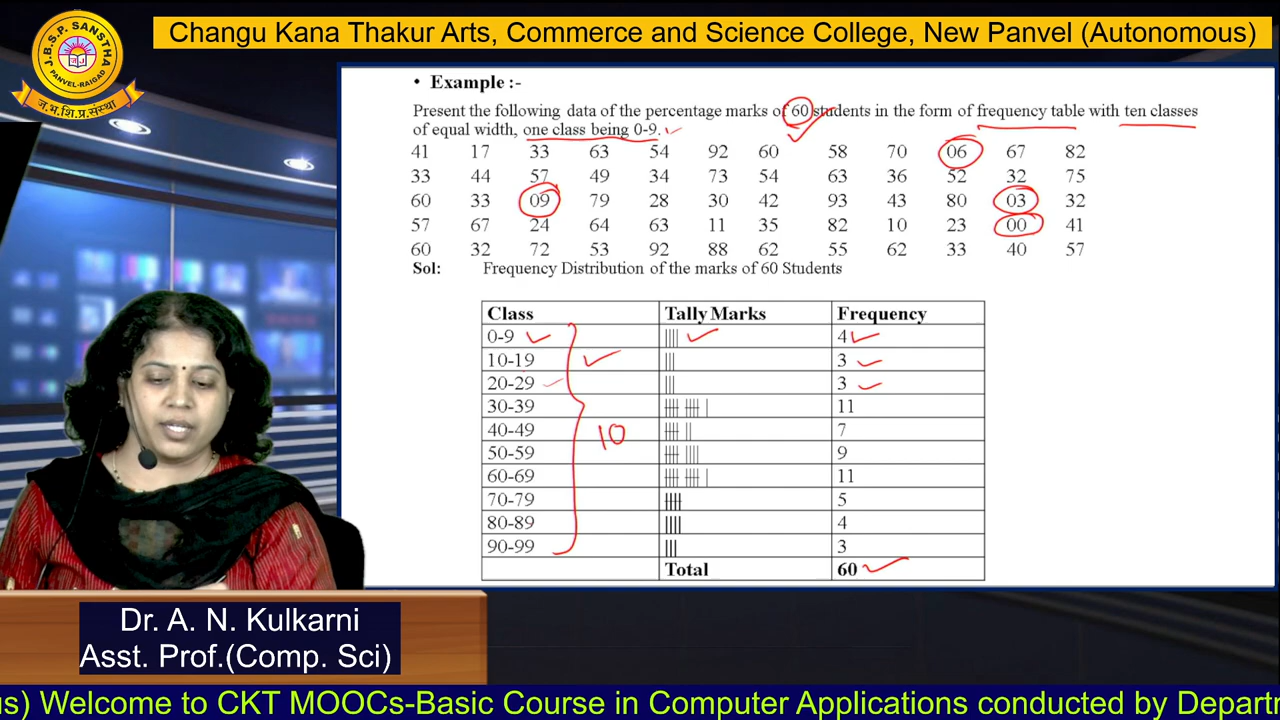 Changu Kana Thakur Arts, Commerce and Science College, New Panvel (Autonomous)
J.B.S.P. SANSTHA
PANVEL-RAIGAD
ज.भ.शि.प्र.संस्था
• Example :-
Present the following data of the percentage marks of 60 students in the form of frequency table with ten classes
of equal width, one class being 0-9.
41 17 33 63 54 92 60 58 70 06 67 82
33 44 57 49 34 73 54 63 36 52 32 75
60 33 09 79 28 30 42 93 43 80 03 32
57 67 24 64 63 11 35 82 10 23 00 41
60 32 72 53 92 88 62 55 62 33 40 57
Sol: Frequency Distribution of the marks of 60 Students
Class Tally Marks Frequency
0-9 |||| 4
10-19 ||| 3
20-29 ||| 3
30-39 𝍸 𝍸 | 11
40-49 𝍸 || 7
10
50-59 𝍸 |||| 9
60-69 𝍸 𝍸 | 11
70-79 𝍸 5
80-89 |||| 4
90-99 ||| 3
Total 60
Dr. A. N. Kulkarni
Asst. Prof.(Comp. Sci)
us) Welcome to CKT MOOCs-Basic Course in Computer Applications conducted by Depart